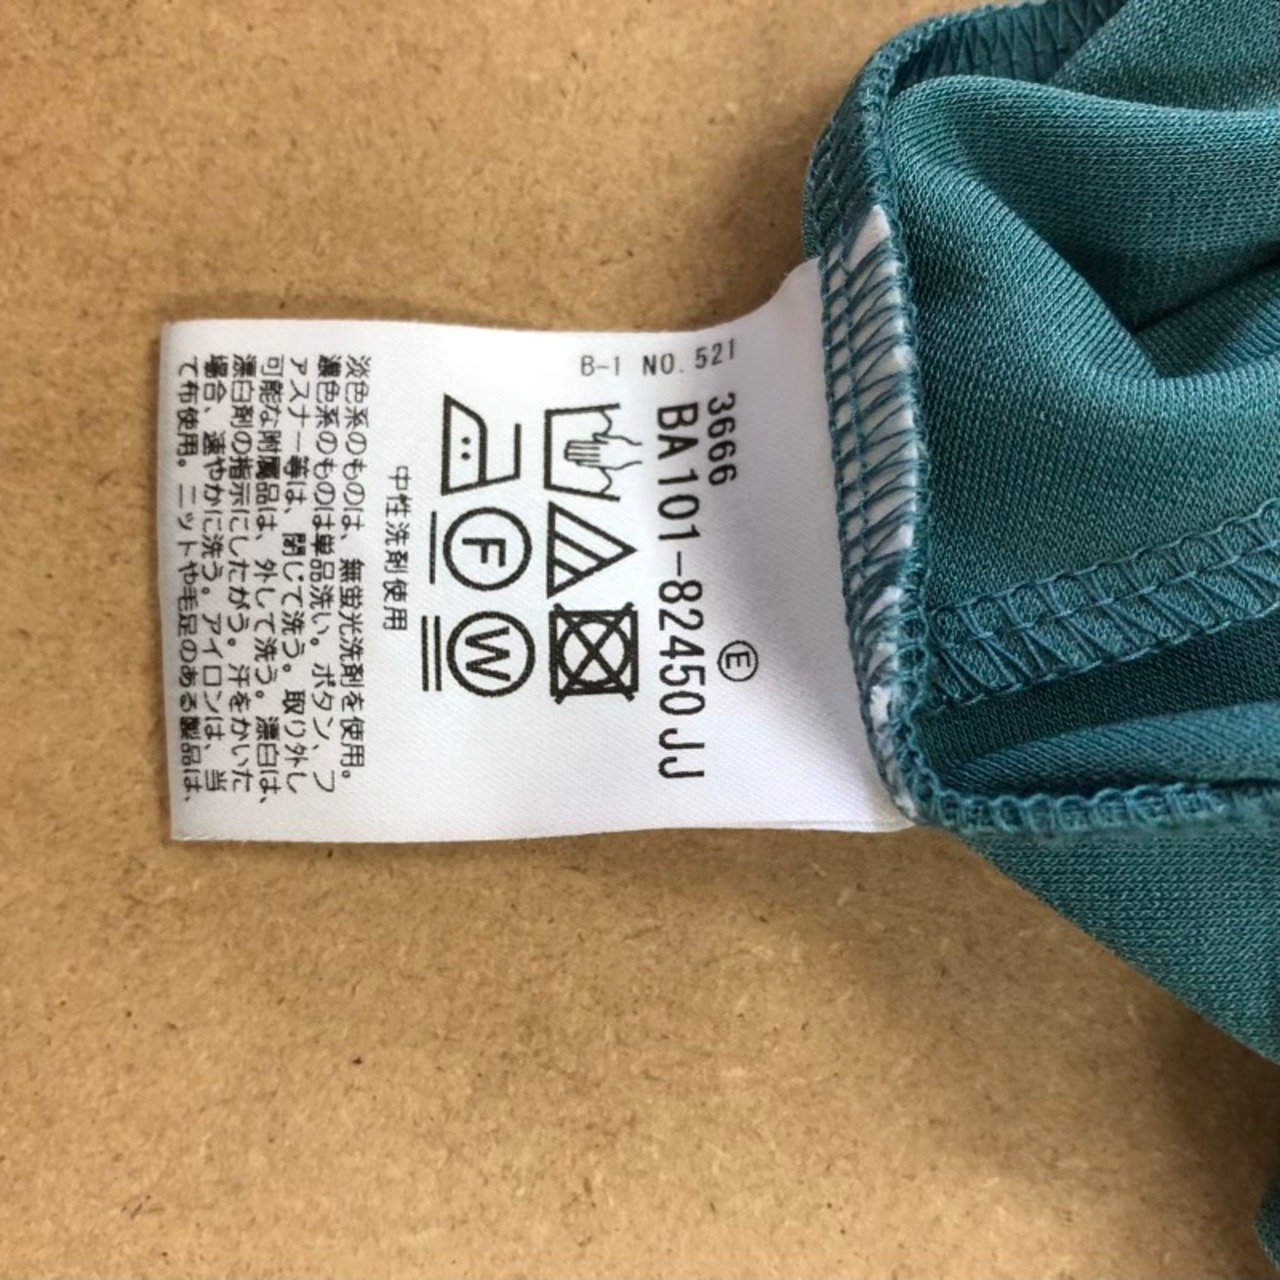 B-1 NO. 521
3666
BA101-82450JJ
E
F
W
中性洗剤使用
淡色系のものは、無蛍光洗剤を使用。
濃色系のものは単品洗い。ボタン、フ
ァスナー等は、閉じて洗う。取り外し
可能な附属品は、外して洗う。漂白は、
漂白剤の指示にしたがう。汗をかいた
場合、速やかに洗う。アイロンは、当
て布使用。ニットや毛足のある製品は、